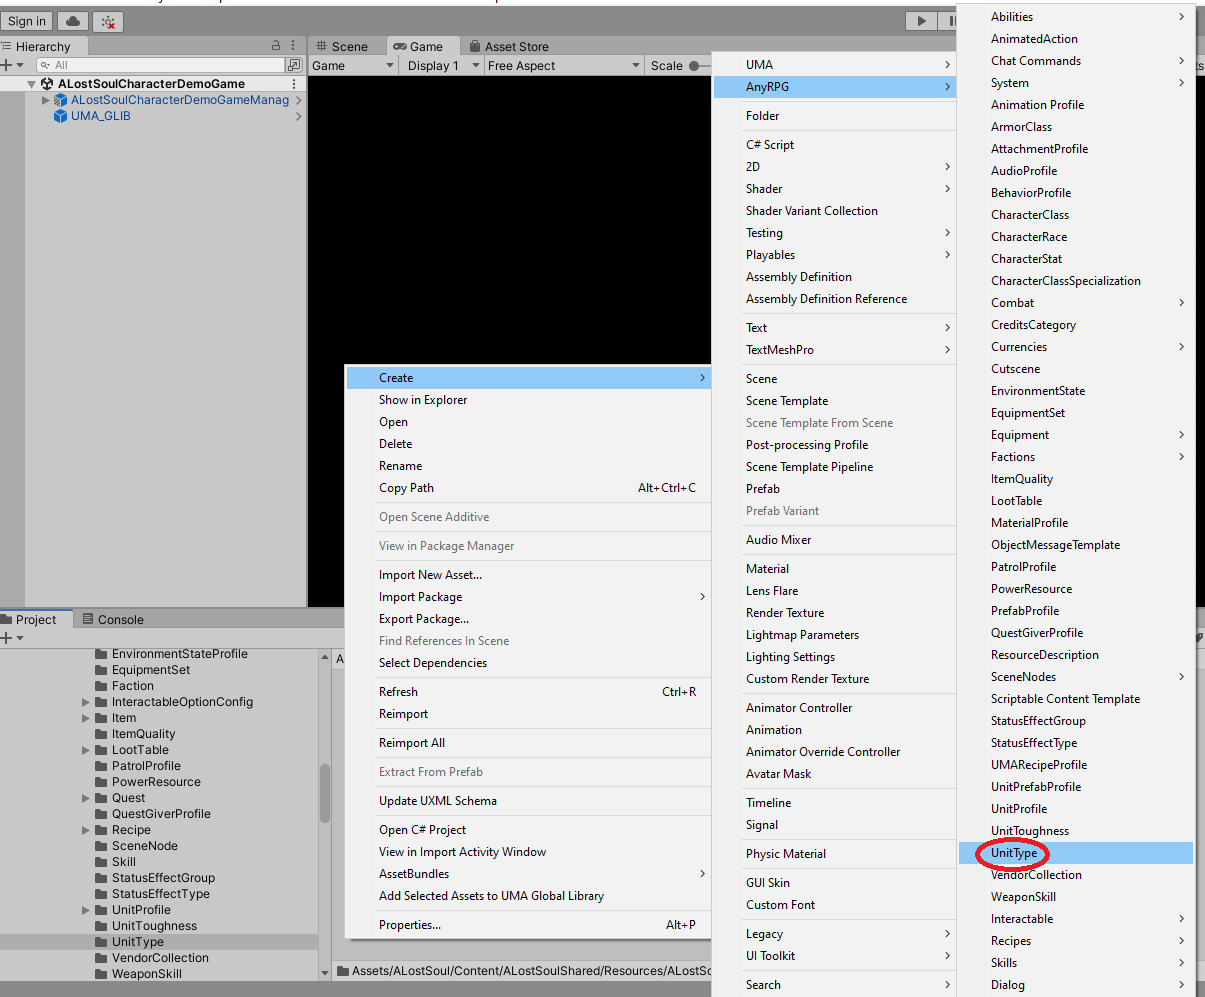 Sign in
Hierarchy
All
ALostSoulCharacterDemoGame
ALostSoulCharacterDemoGameManag
UMA_GLIB
Scene
Game
Asset Store
Game
Display 1
Free Aspect
Scale
Create
Show in Explorer
Open
Delete
Rename
Copy Path Alt+Ctrl+C
Open Scene Additive
View in Package Manager
Import New Asset...
Import Package
Export Package...
Find References In Scene
Select Dependencies
Refresh Ctrl+R
Reimport
Reimport All
Extract From Prefab
Update UXML Schema
Open C# Project
View in Import Activity Window
AssetBundles
Add Selected Assets to UMA Global Library
Properties... Alt+P
UMA
AnyRPG
Folder
C# Script
2D
Shader
Shader Variant Collection
Testing
Playables
Assembly Definition
Assembly Definition Reference
Text
TextMeshPro
Scene
Scene Template
Scene Template From Scene
Post-processing Profile
Scene Template Pipeline
Prefab
Prefab Variant
Audio Mixer
Material
Lens Flare
Render Texture
Lightmap Parameters
Lighting Settings
Custom Render Texture
Animator Controller
Animation
Animator Override Controller
Avatar Mask
Timeline
Signal
Physic Material
GUI Skin
Custom Font
Legacy
UI Toolkit
Search
Abilities
AnimatedAction
Chat Commands
System
Animation Profile
ArmorClass
AttachmentProfile
AudioProfile
BehaviorProfile
CharacterClass
CharacterRace
CharacterStat
CharacterClassSpecialization
Combat
CreditsCategory
Currencies
Cutscene
EnvironmentState
EquipmentSet
Equipment
Factions
ItemQuality
LootTable
MaterialProfile
ObjectMessageTemplate
PatrolProfile
PowerResource
PrefabProfile
QuestGiverProfile
ResourceDescription
SceneNodes
Scriptable Content Template
StatusEffectGroup
StatusEffectType
UMARecipeProfile
UnitPrefabProfile
UnitProfile
UnitToughness
UnitType
VendorCollection
WeaponSkill
Interactable
Recipes
Skills
Dialog
Project
Console
EnvironmentStateProfile
EquipmentSet
Faction
InteractableOptionConfig
Item
ItemQuality
LootTable
PatrolProfile
PowerResource
Quest
QuestGiverProfile
Recipe
SceneNode
Skill
StatusEffectGroup
StatusEffectType
UnitProfile
UnitToughness
UnitType
VendorCollection
WeaponSkill
Assets/ALostSoul/Content/ALostSoulShared/Resources/ALostSo